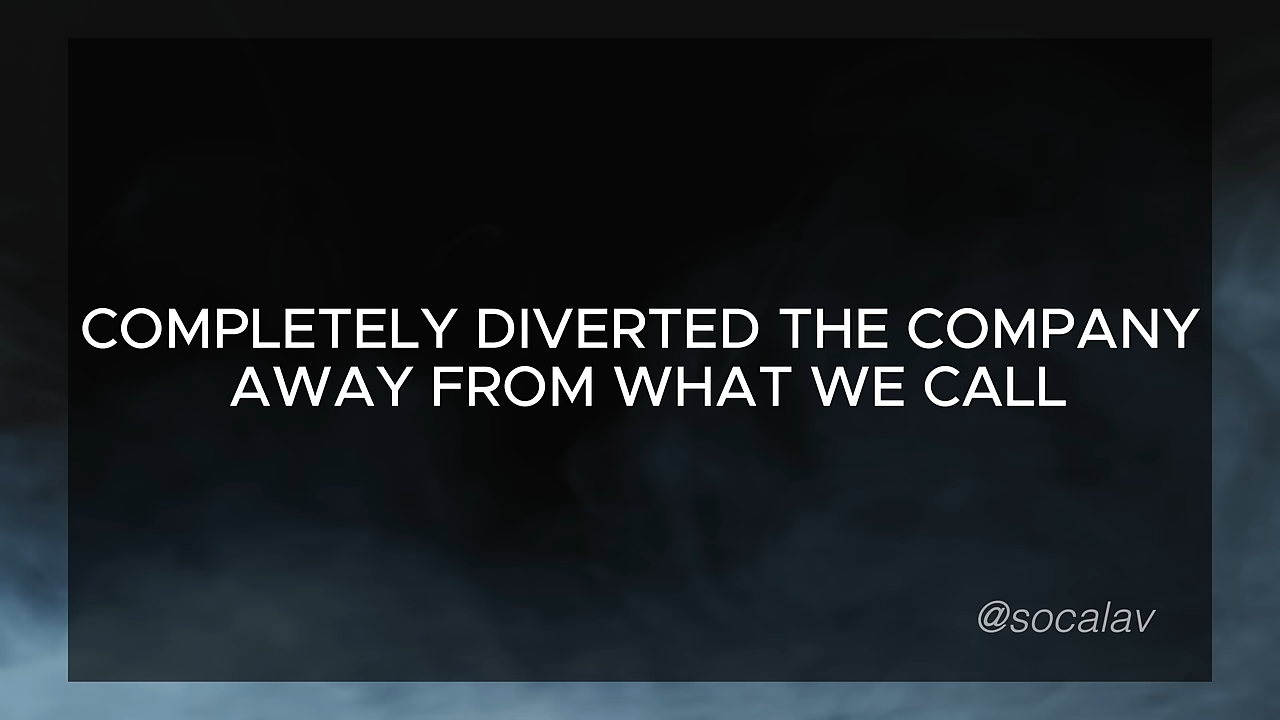 COMPLETELY DIVERTED THE COMPANY
AWAY FROM WHAT WE CALL
@socalav